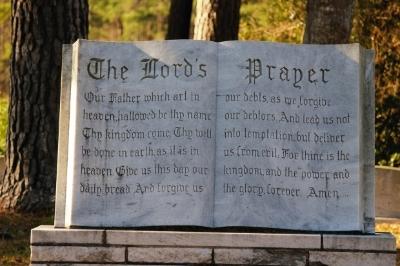 The Lord's Prayer
Our Father which art in
heaven, hallowed be thy name
Thy kingdom come. Thy will
be done in earth, as it is in
heaven. Give us this day our
daily bread. And forgive us
our debts, as we forgive
our debtors. And lead us not
into temptation, but deliver
us from evil. For thine is the
kingdom, and the power, and
the glory, forever. Amen...